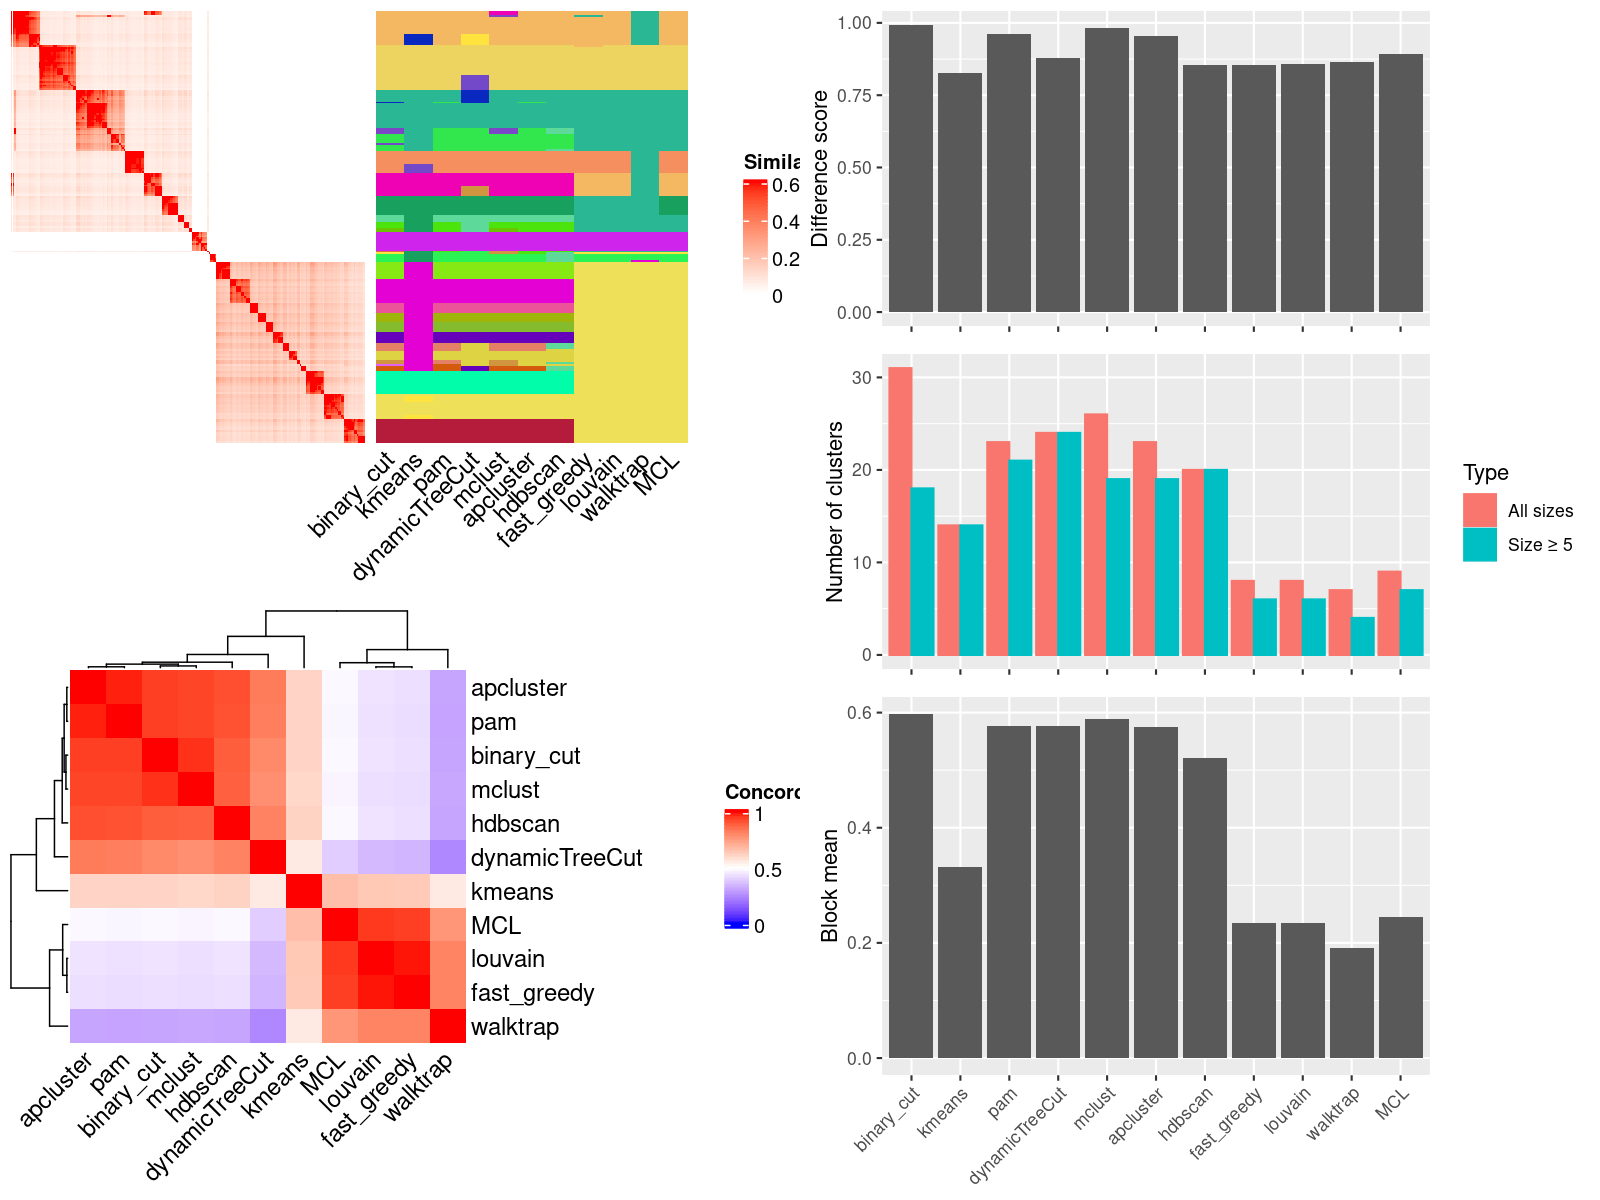 Simila
0.6
0.4
0.2
0
binary_cut
kmeans
pam
dynamicTreeCut
mclust
apcluster
hdbscan
fast_greedy
louvain
walktrap
MCL
apcluster
pam
binary_cut
mclust
hdbscan
dynamicTreeCut
kmeans
MCL
louvain
fast_greedy
walktrap
apcluster
pam
binary_cut
mclust
hdbscan
dynamicTreeCut
kmeans
MCL
louvain
fast_greedy
walktrap
Concord
1
0.5
0
Difference score
1.00
0.75
0.50
0.25
0.00
Number of clusters
30
20
10
0
Type
All sizes
Size ≥ 5
Block mean
0.6
0.4
0.2
0.0
binary_cut
kmeans
pam
dynamicTreeCut
mclust
apcluster
hdbscan
fast_greedy
louvain
walktrap
MCL